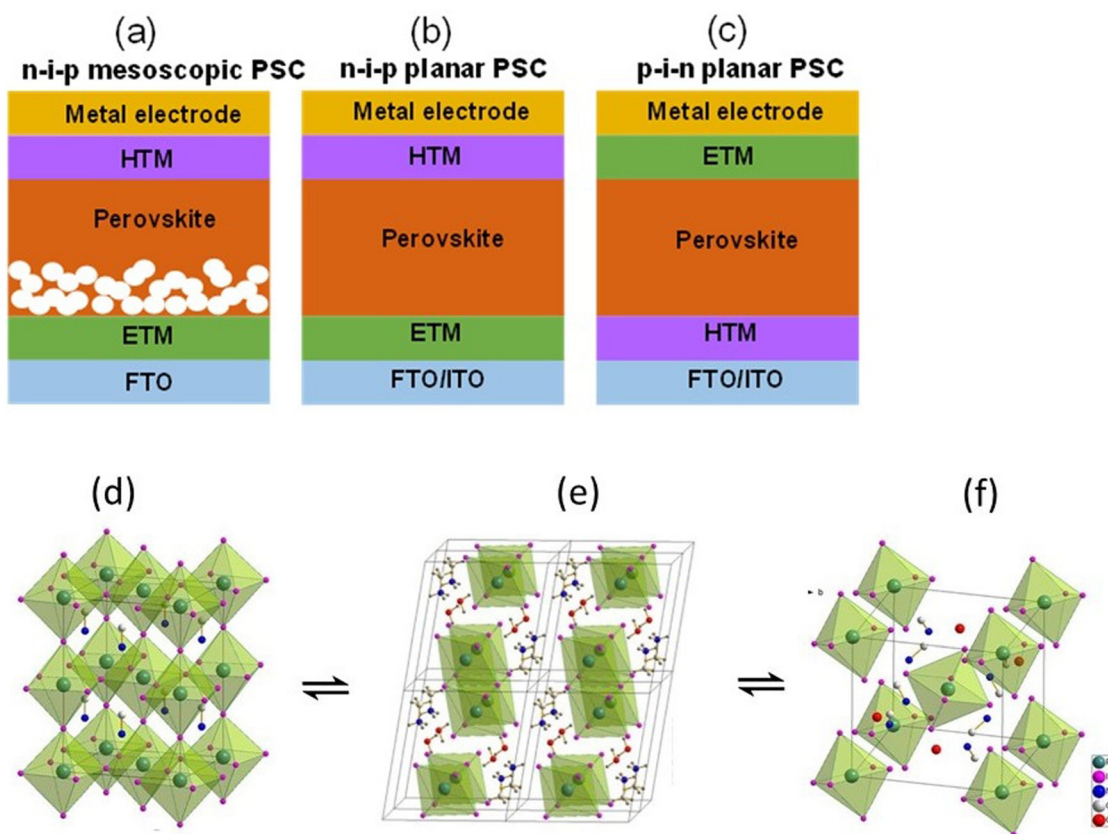 (a)
n-i-p mesoscopic PSC
Metal electrode
HTM
Perovskite
ETM
FTO
(b)
n-i-p planar PSC
Metal electrode
HTM
Perovskite
ETM
FTO/ITO
(c)
p-i-n planar PSC
Metal electrode
ETM
Perovskite
HTM
FTO/ITO
(d)
(e)
(f)
b